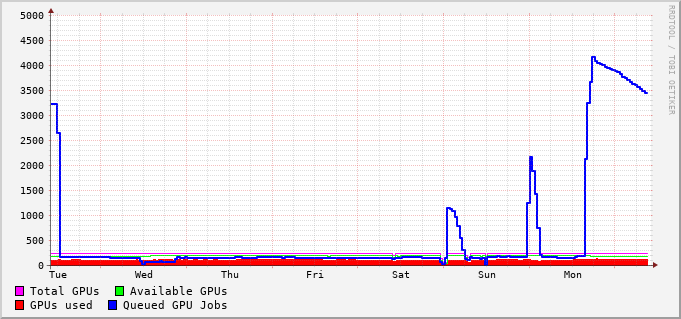 5000
4500
4000
3500
3000
2500
2000
1500
1000
500
0
Tue Wed Thu Fri Sat Sun Mon
Total GPUs Available GPUs
GPUs used Queued GPU Jobs
RRDTOOL / TOBI OETIKER